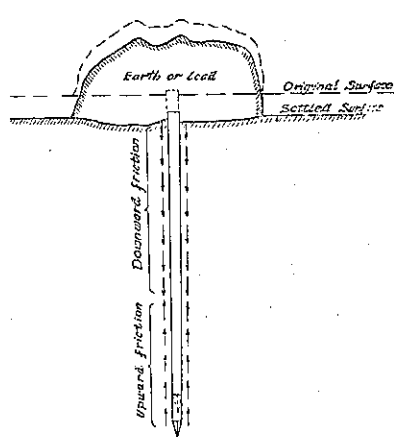 Earth or Load
Original Surface
Settled Surface
Downward friction
Upward friction